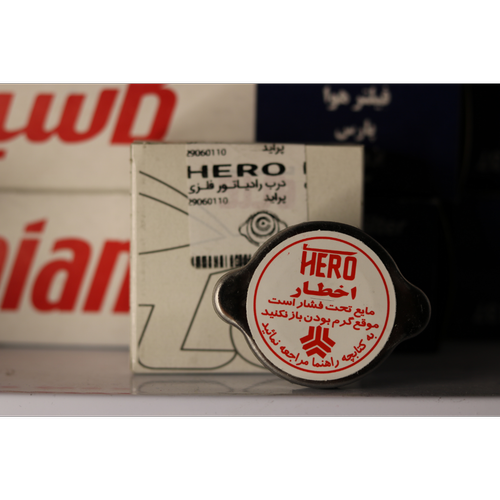 فیلتر هوا
پارس
پراید
29060110
HERO
درب رادیاتور فلزی
پراید
29060110
HERO
اخطار
مایع تحت فشار است
موقع گرم بودن باز نکنید
به کتابچه راهنما مراجعه نمائید